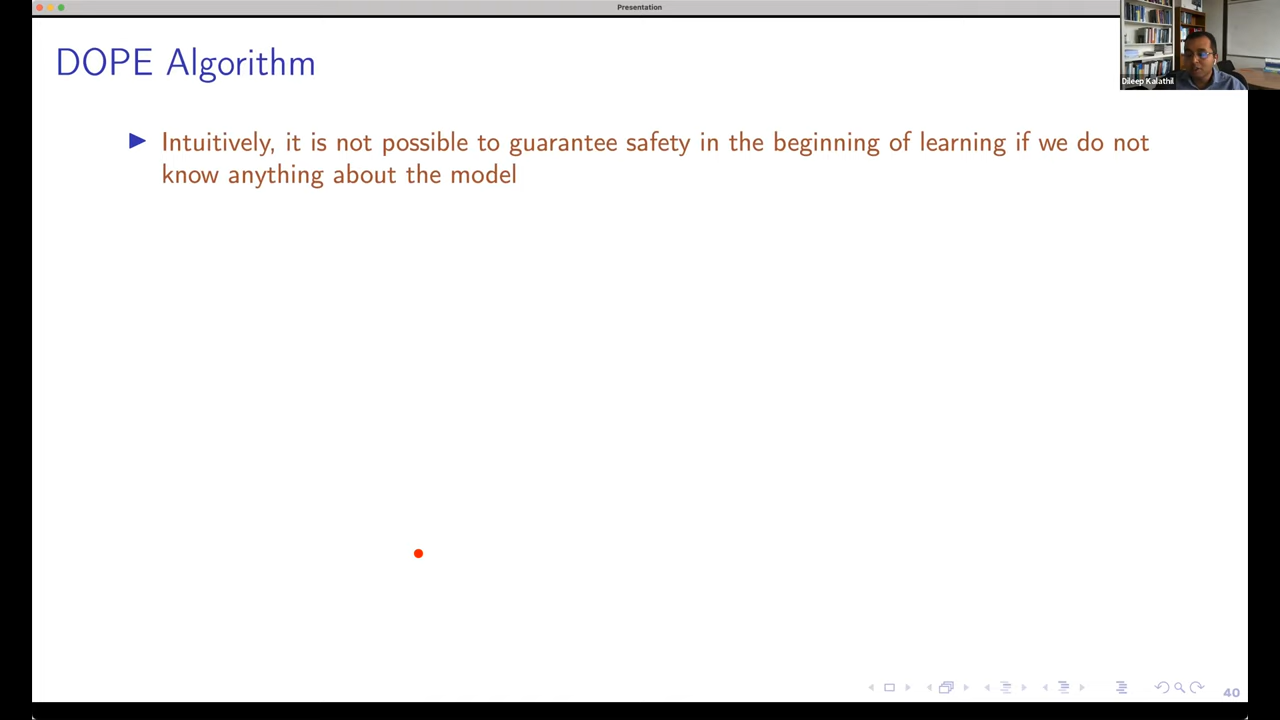 Presentation
DOPE Algorithm
Dileep Kalathil
Intuitively, it is not possible to guarantee safety in the beginning of learning if we do not
know anything about the model
40